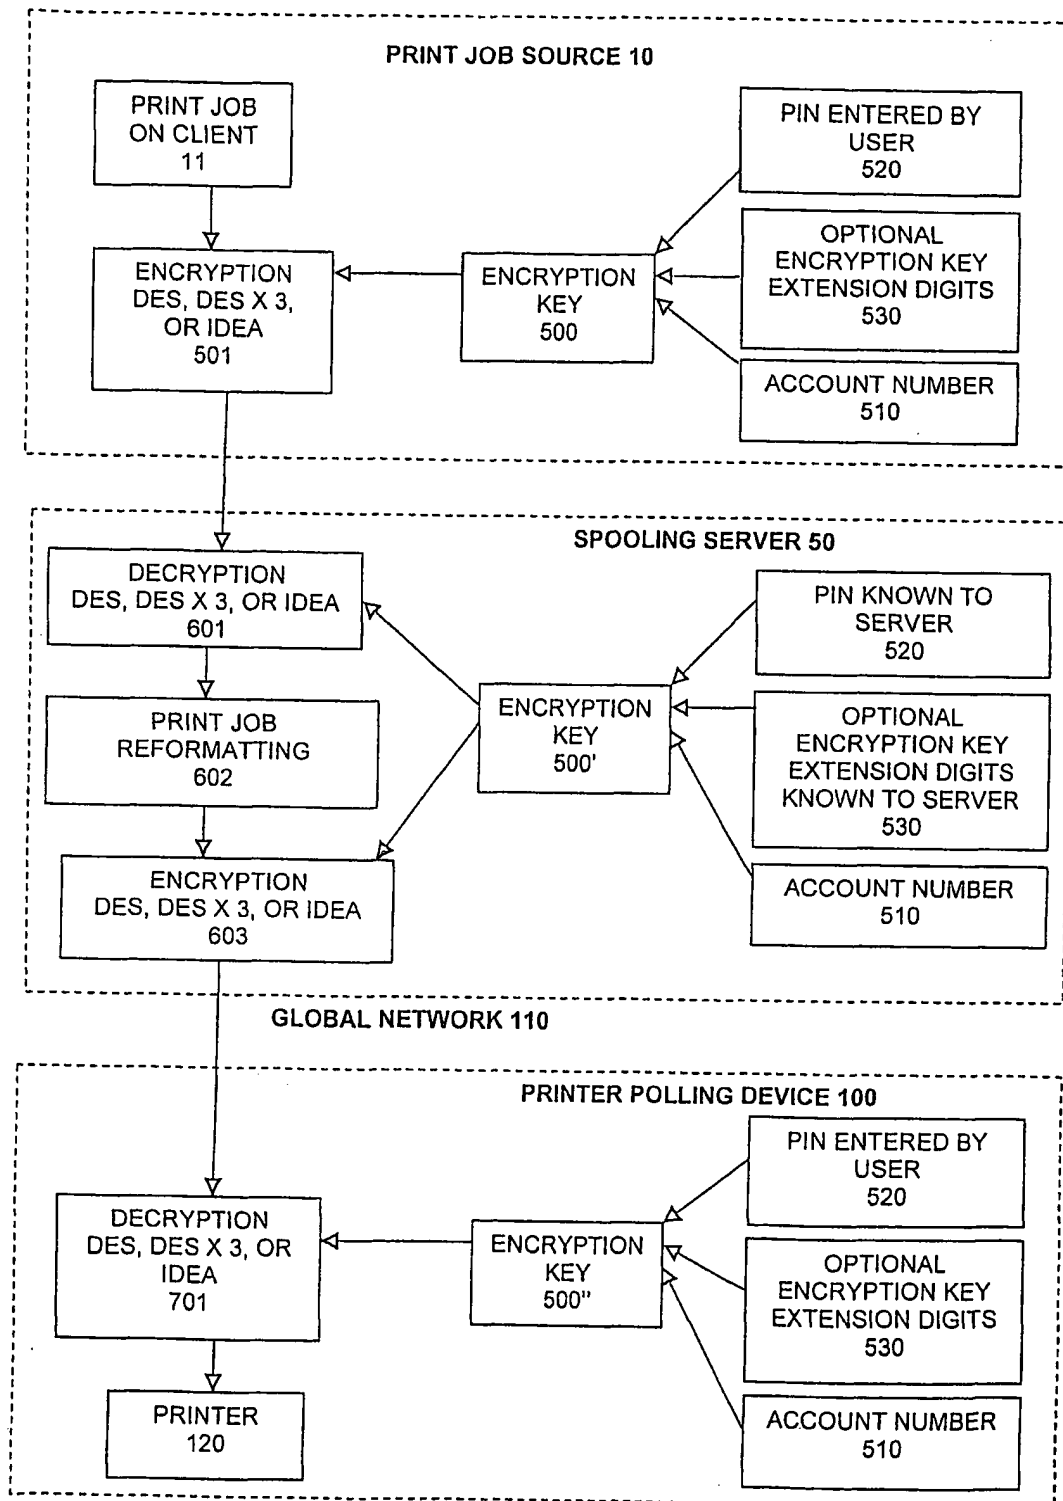 PRINT JOB SOURCE 10
PRINT JOB
ON CLIENT
11
PIN ENTERED BY
USER
520
ENCRYPTION
DES, DES X 3,
OR IDEA
501
ENCRYPTION
KEY
500
OPTIONAL
ENCRYPTION KEY
EXTENSION DIGITS
530
ACCOUNT NUMBER
510
SPOOLING SERVER 50
DECRYPTION
DES, DES X 3, OR IDEA
601
PIN KNOWN TO
SERVER
520
PRINT JOB
REFORMATTING
602
ENCRYPTION
KEY
500'
OPTIONAL
ENCRYPTION KEY
EXTENSION DIGITS
KNOWN TO SERVER
530
ENCRYPTION
DES, DES X 3, OR IDEA
603
ACCOUNT NUMBER
510
GLOBAL NETWORK 110
PRINTER POLLING DEVICE 100
PIN ENTERED BY
USER
520
DECRYPTION
DES, DES X 3, OR
IDEA
701
ENCRYPTION
KEY
500"
OPTIONAL
ENCRYPTION KEY
EXTENSION DIGITS
530
PRINTER
120
ACCOUNT NUMBER
510